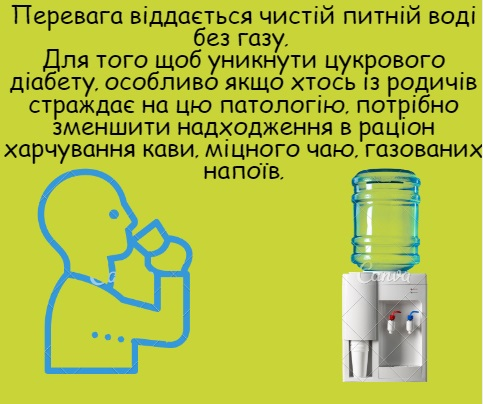 Перевага віддається чистій питній воді
без газу.
Для того щоб уникнути цукрового
діабету, особливо якщо хтось із родичів
страждає на цю патологію, потрібно
зменшити надходження в раціон
харчування кави, міцного чаю, газованих
напоїв.
Canva